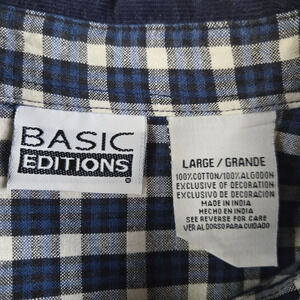 BASIC
EDITIONS®
LARGE / GRANDE
100% COTTON/100% ALGODON
EXCLUSIVE OF DECORATION
EXCLUSIVO DE DECORACION
MADE IN INDIA
HECHO EN INDIA
SEE REVERSE FOR CARE
VER AL DORSO PARA CUIDADO